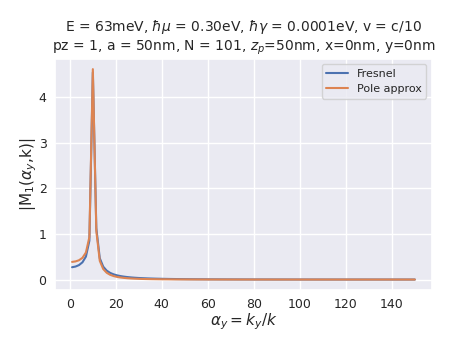 E = 63meV, ℏμ = 0.30eV, ℏγ = 0.0001eV, v = c/10
pz = 1, a = 50nm, N = 101, z_p=50nm, x=0nm, y=0nm
Fresnel
Pole approx
|M₁(α_y,k)|
4
3
2
1
0
0 20 40 60 80 100 120 140
α_y = k_y/k